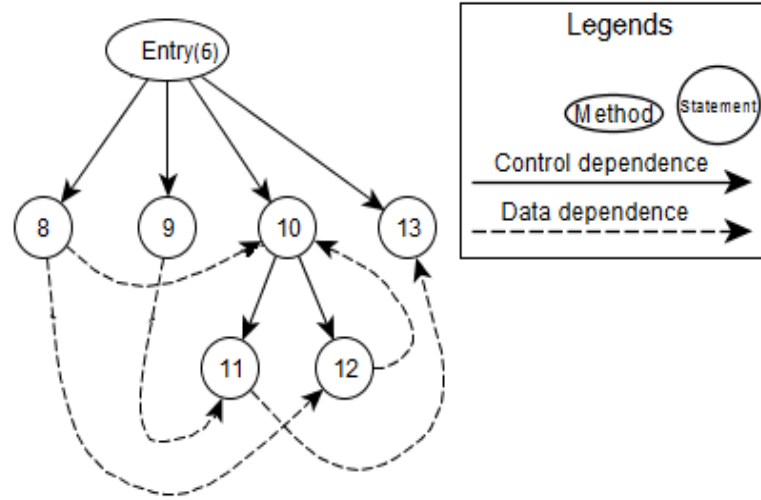 Entry(6)
Legends
Method
Statement
Control dependence
Data dependence
8
9
10
13
11
12